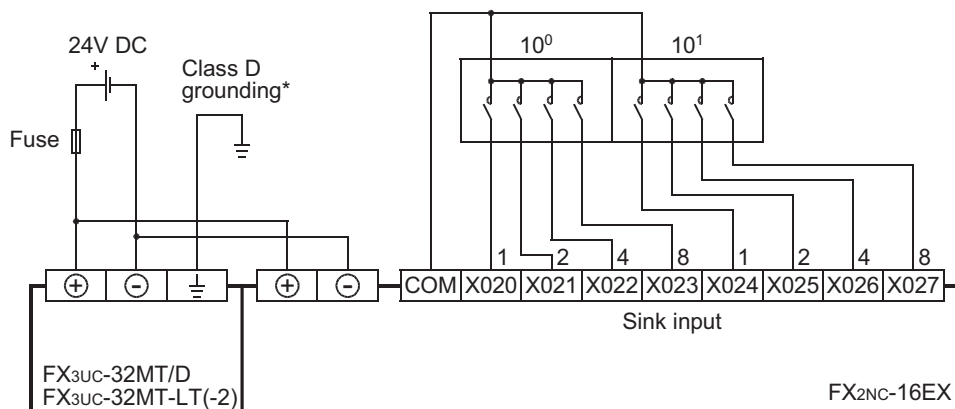 24V DC
+
Class D
grounding*
Fuse
10⁰ 10¹
1 2 4 8 1 2 4 8
+ - + - COM X020 X021 X022 X023 X024 X025 X026 X027
Sink input
FX3UC-32MT/D
FX3UC-32MT-LT(-2)
FX2NC-16EX